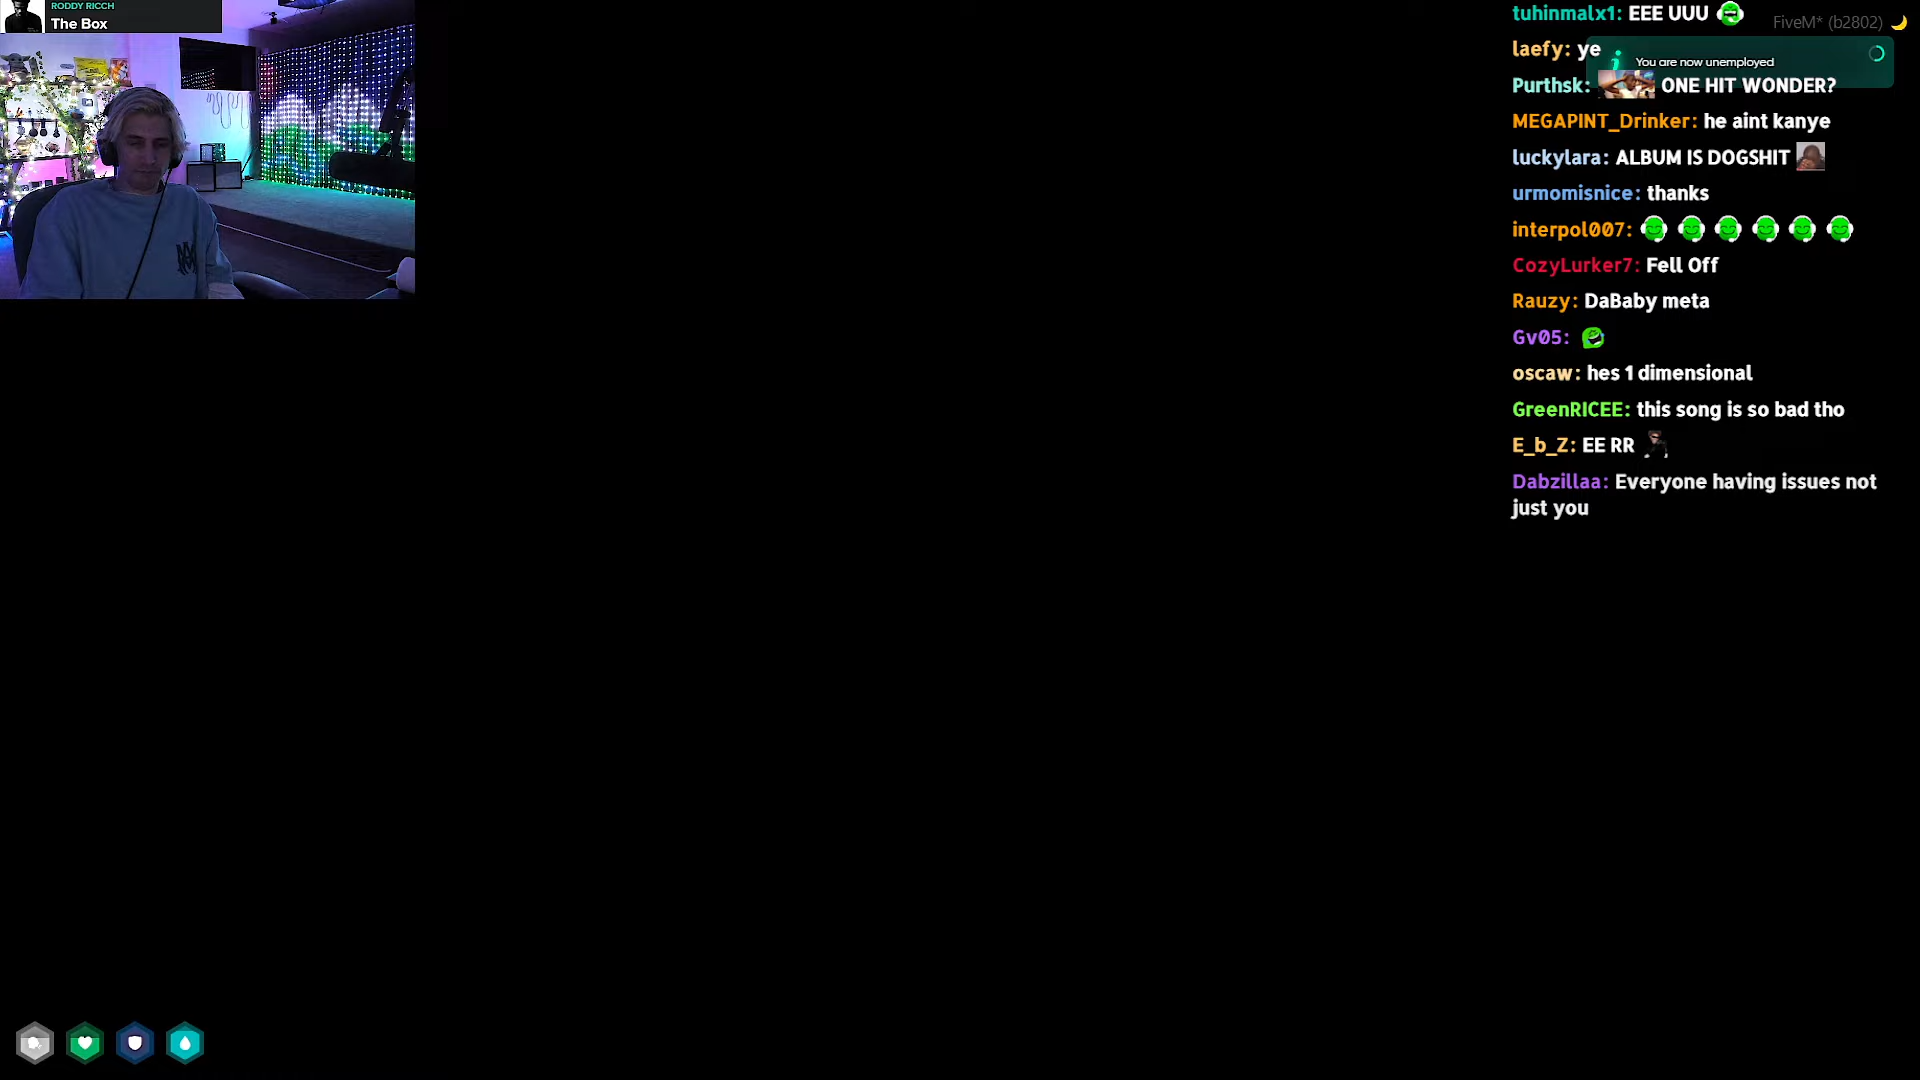 RODDY RICCH
The Box
tuhinmalx1: EEE UUU
FiveM* (b2802)
laefy: ye
You are now unemployed
Purthsk: ONE HIT WONDER?
MEGAPINT_Drinker: he aint kanye
luckylara: ALBUM IS DOGSHIT
urmomisnice: thanks
interpol007:
CozyLurker7: Fell Off
Rauzy: DaBaby meta
Gv05:
oscaw: hes 1 dimensional
GreenRICEE: this song is so bad tho
E_b_Z: EE RR
Dabzillaa: Everyone having issues not
just you